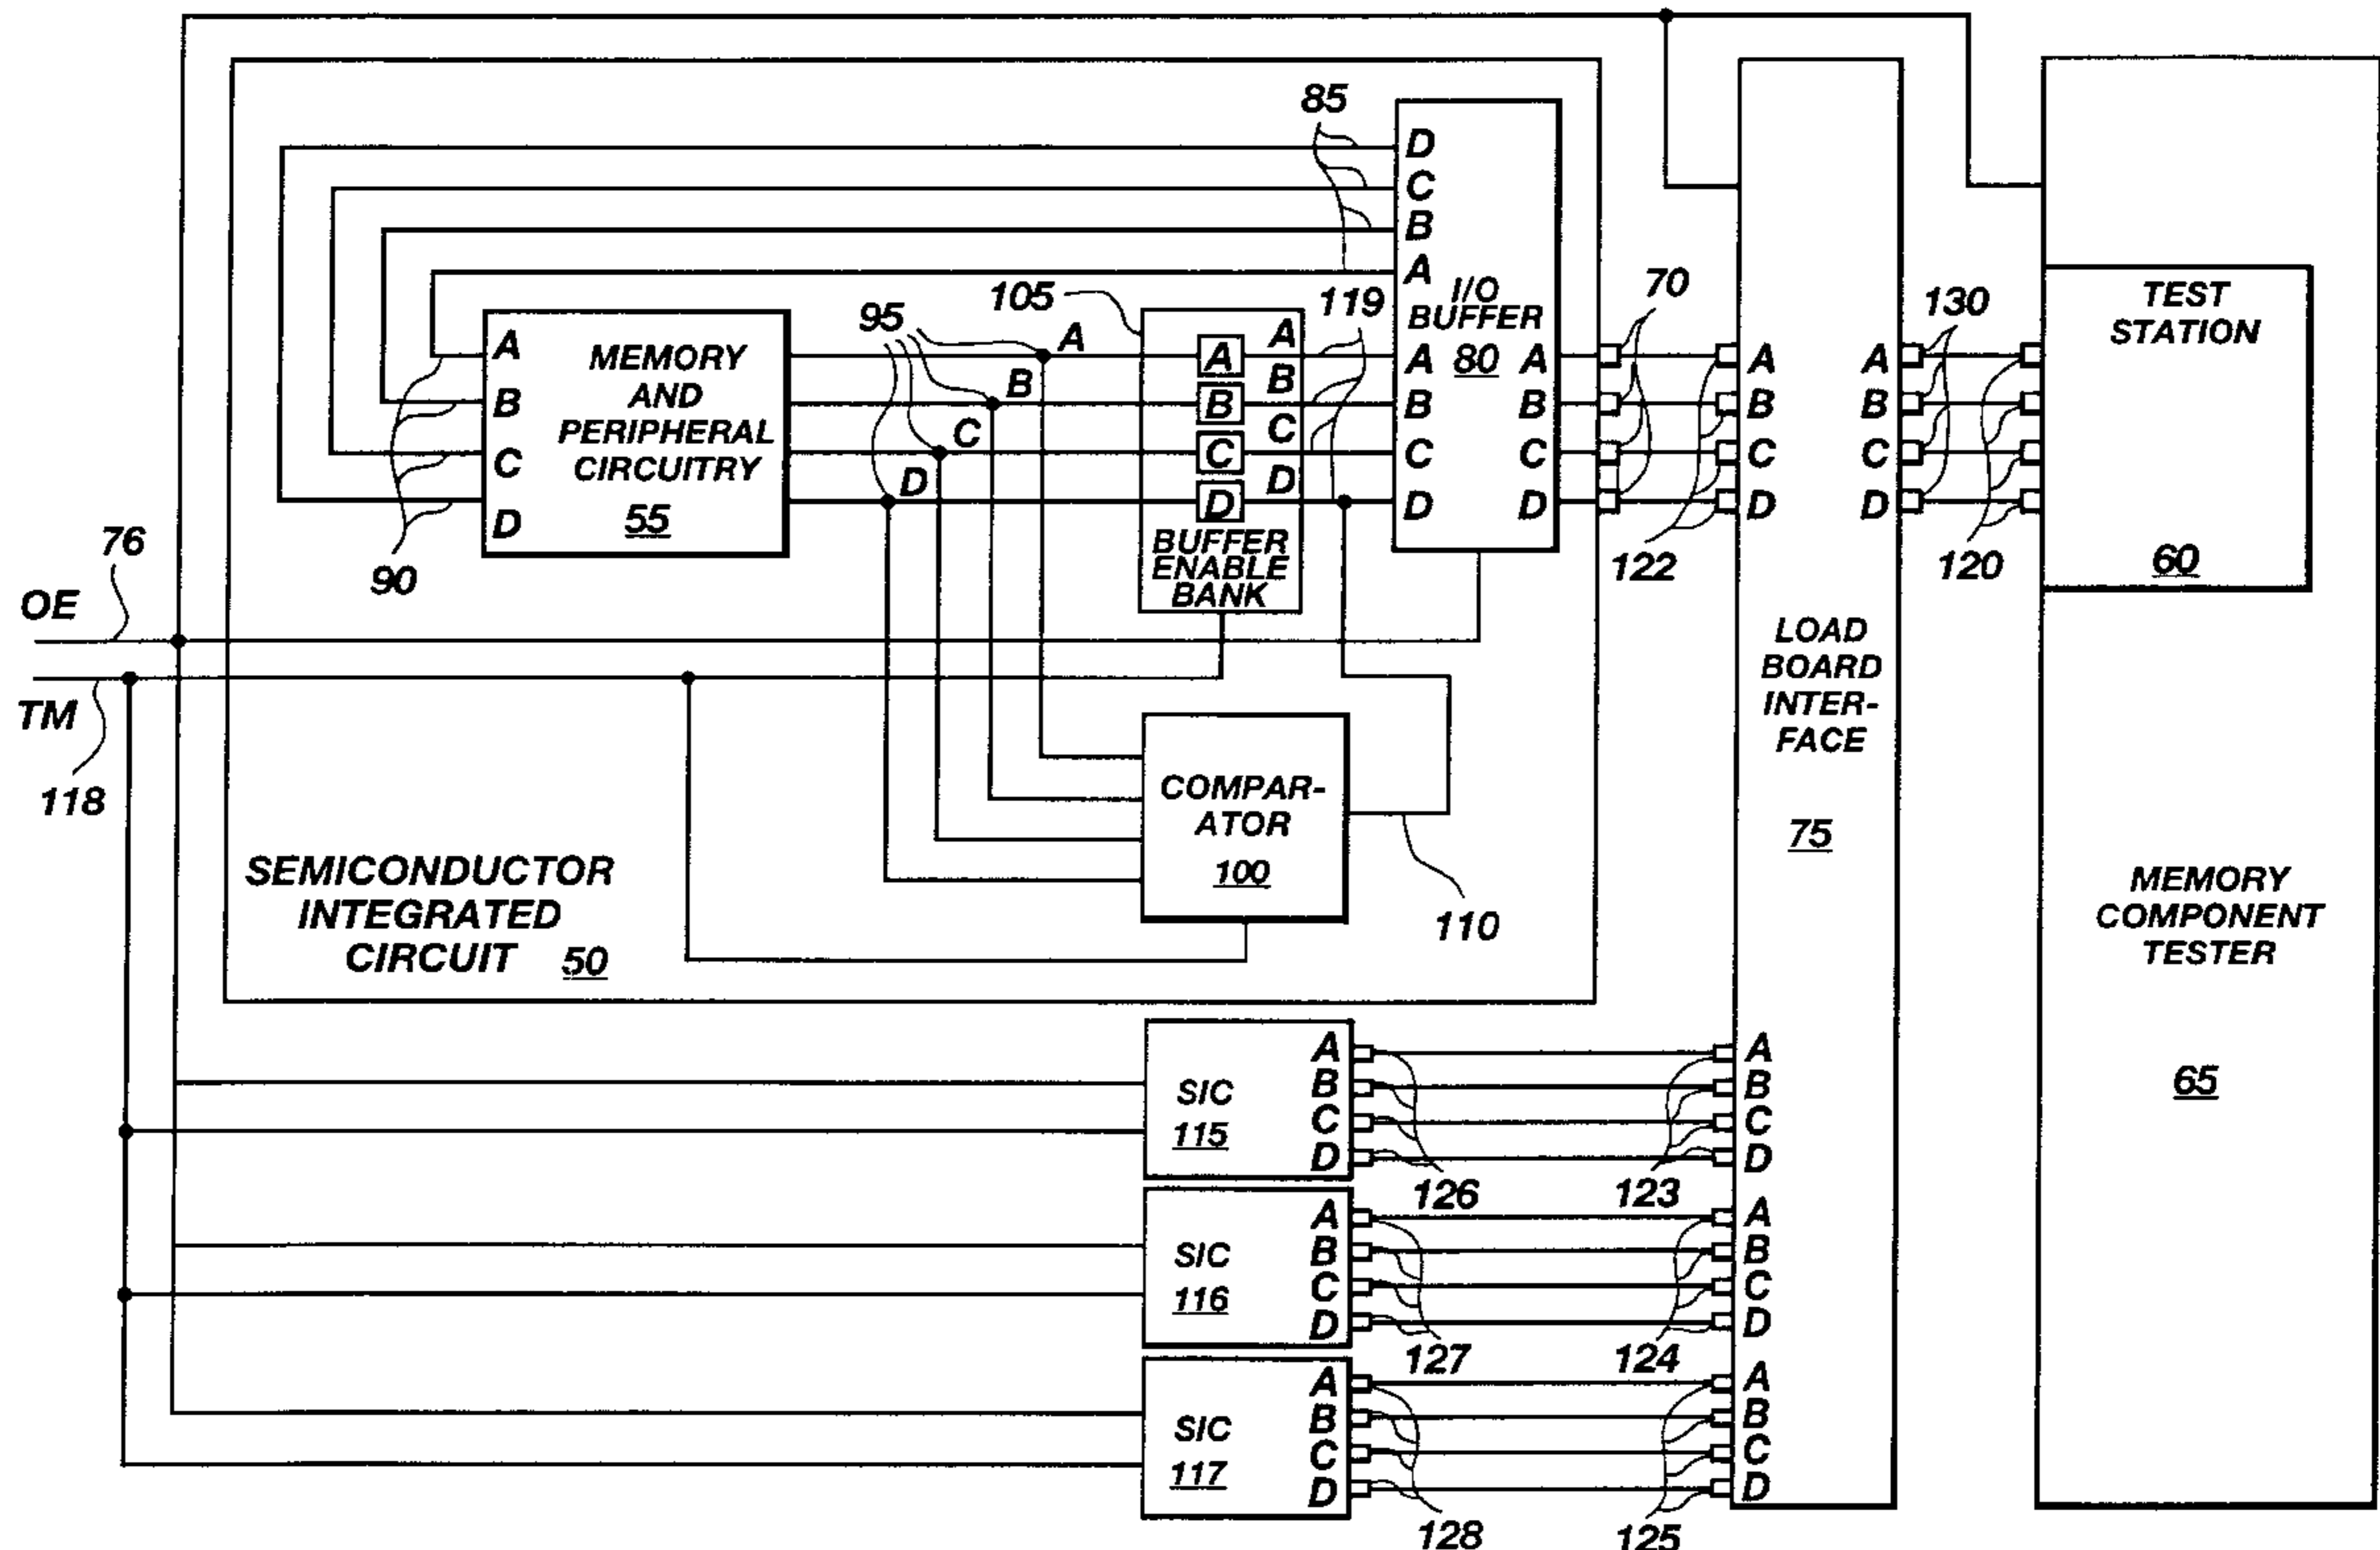 85
D
C
B
A
I/O
BUFFER
80
A
B
C
D
A
B
C
D
119
105
95
A
B
C
D
A
B
C
D
A
B
C
D
BUFFER
ENABLE
BANK
A
B
C
D
MEMORY
AND
PERIPHERAL
CIRCUITRY
55
90
76
OE
TM
118
COMPAR-
ATOR
100
110
SEMICONDUCTOR
INTEGRATED
CIRCUIT 50
70
122
A
B
C
D
A
B
C
D
LOAD
BOARD
INTER-
FACE
75
130
120
TEST
STATION
60
MEMORY
COMPONENT
TESTER
65
SIC
115
A
B
C
D
126
123
A
B
C
D
SIC
116
A
B
C
D
127
124
A
B
C
D
SIC
117
A
B
C
D
128
125
A
B
C
D